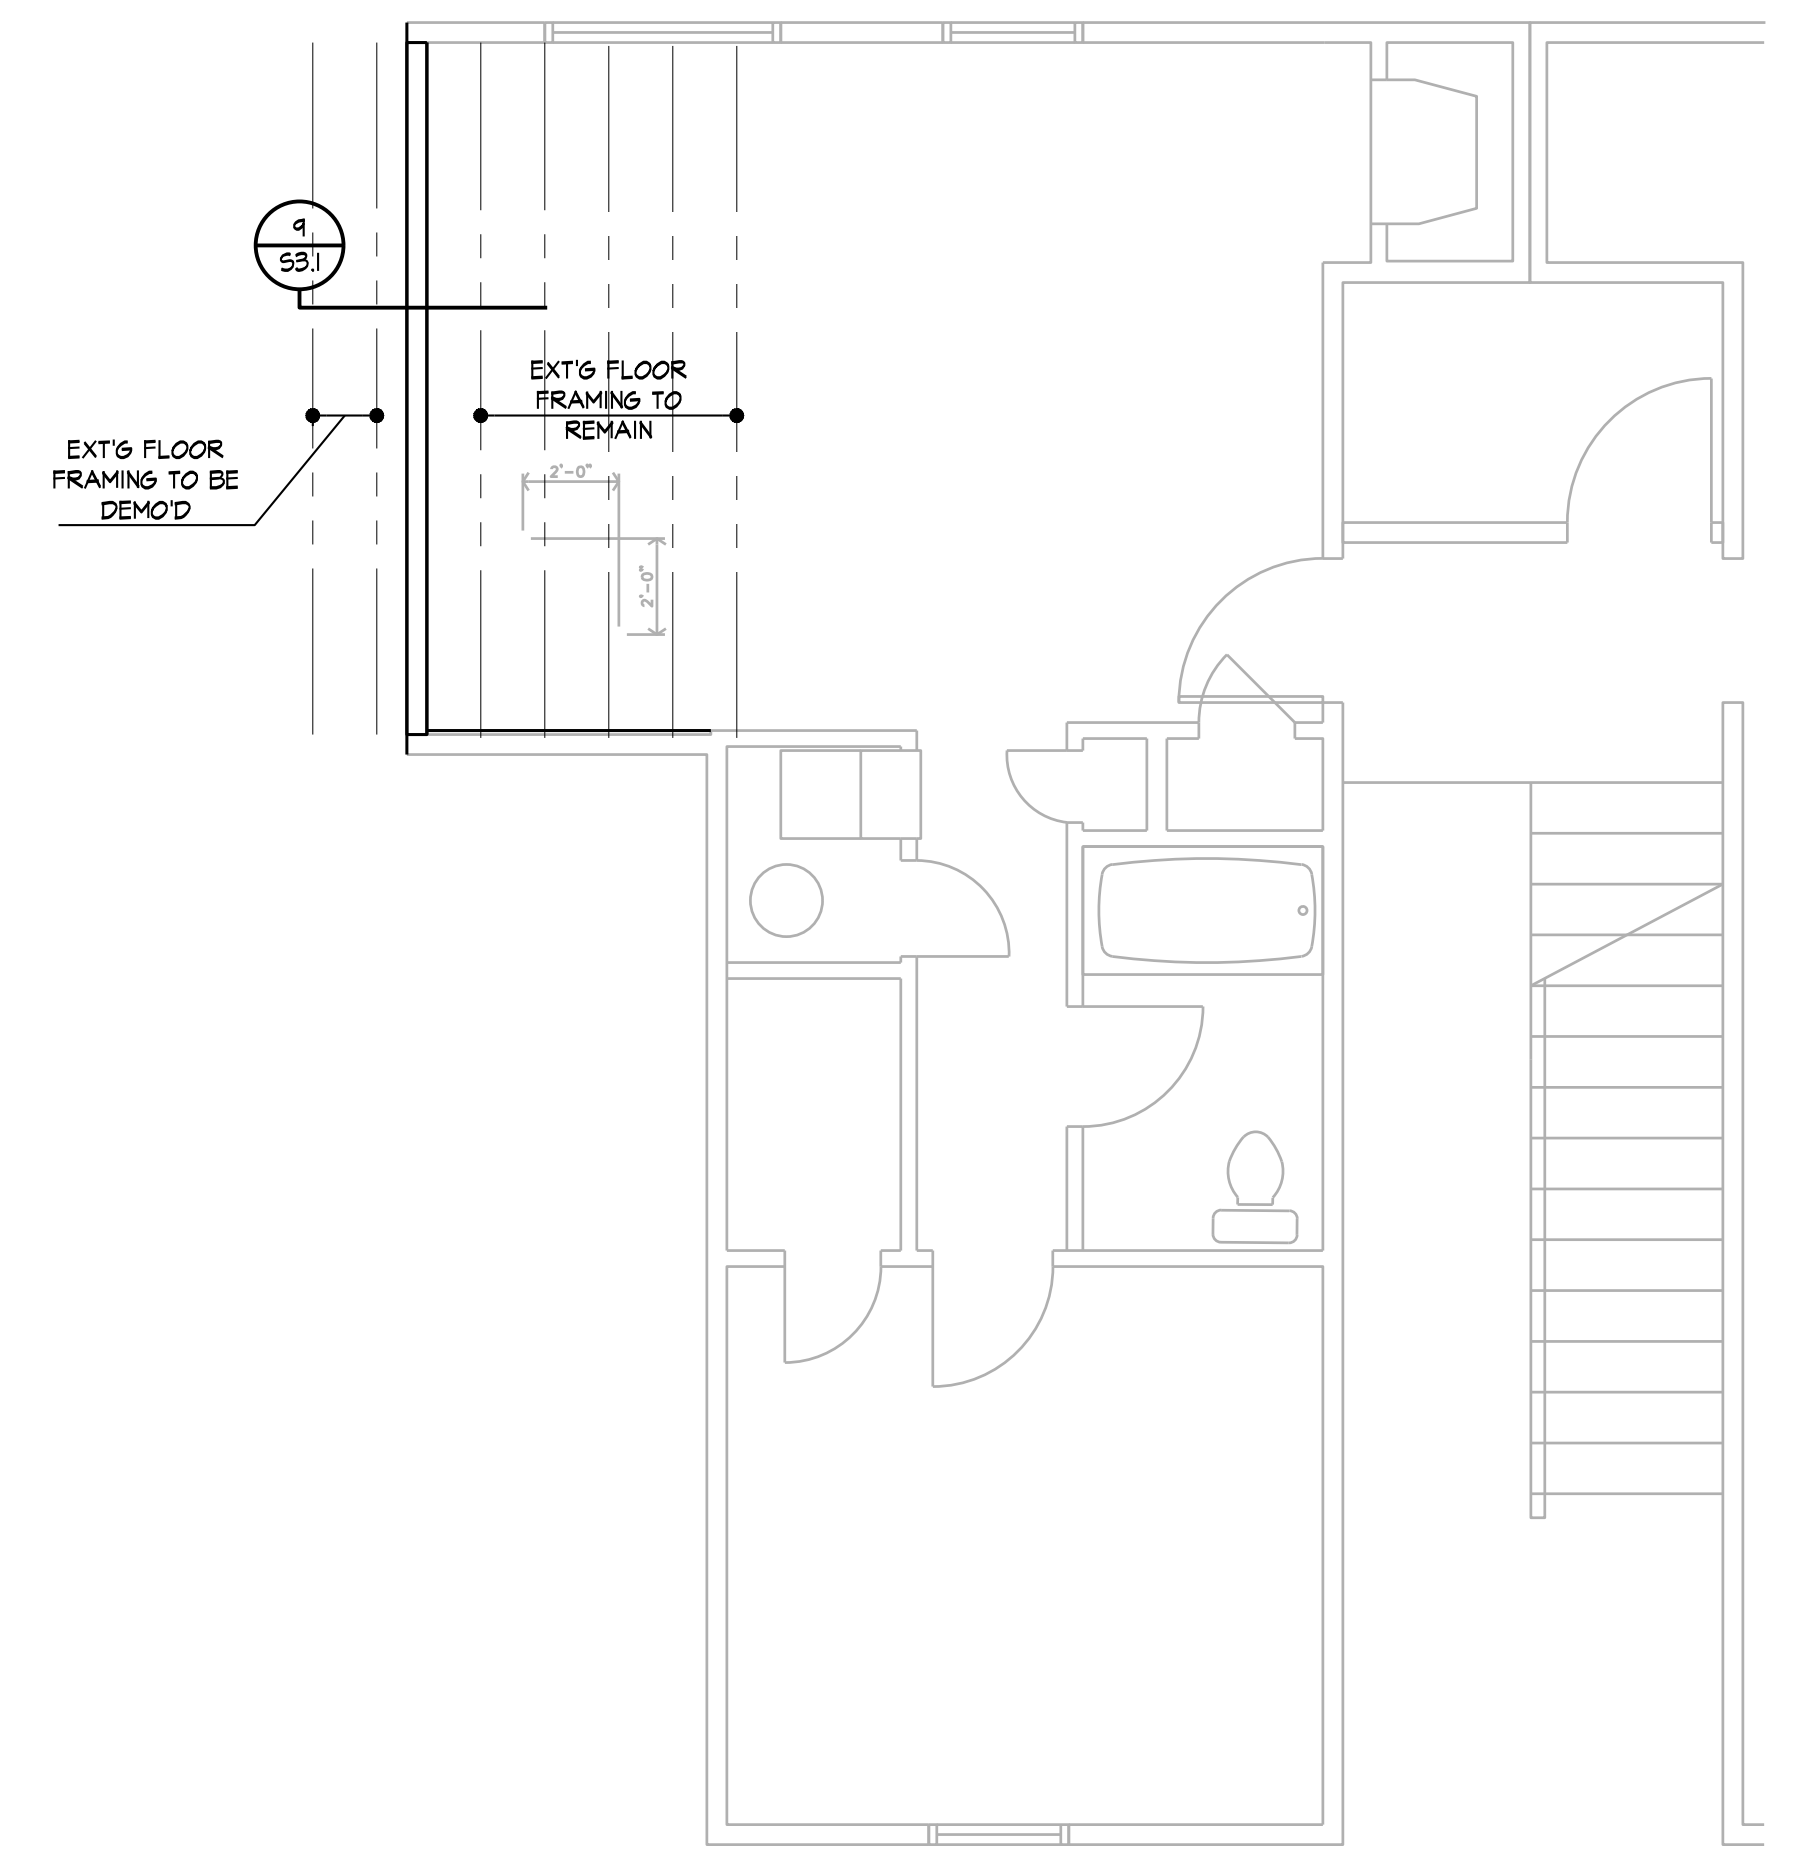 9
S3.1
EXT'G FLOOR
FRAMING TO
REMAIN
EXT'G FLOOR
FRAMING TO BE
DEMO'D
2'-0"
2'-0"